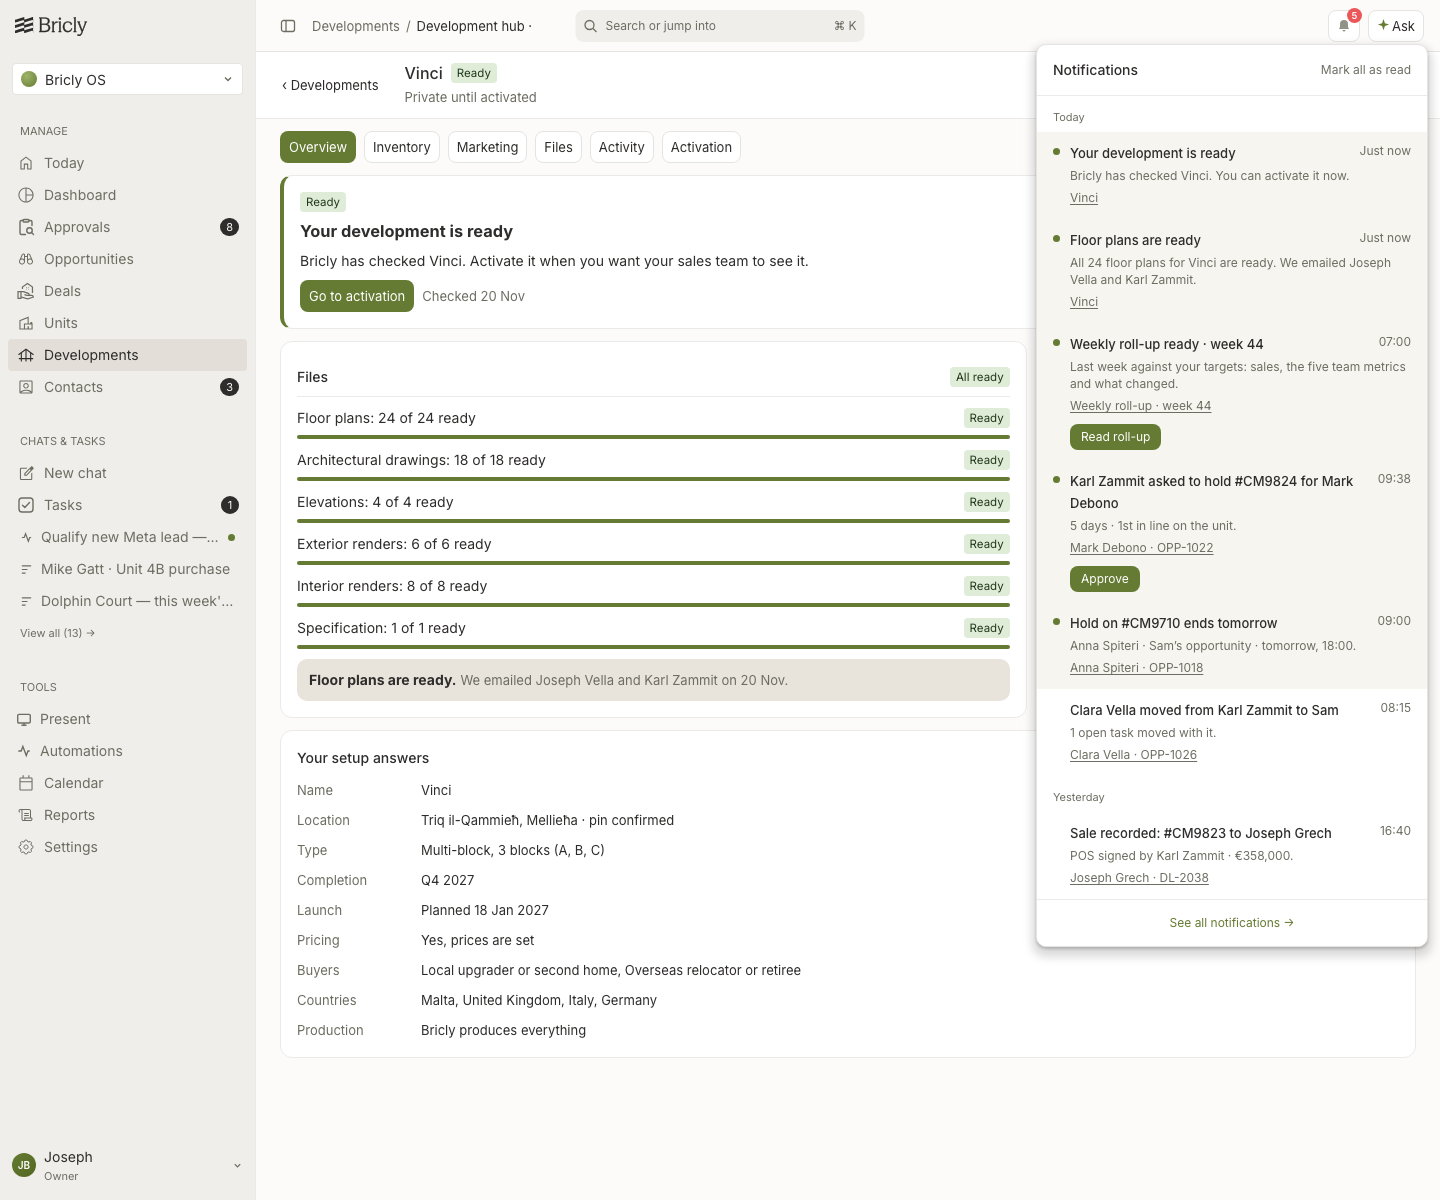 Bricly
Bricly OS
MANAGE
Today
Dashboard
Approvals 8
Opportunities
Deals
Units
Developments
Contacts 3
CHATS & TASKS
New chat
Tasks 1
Qualify new Meta lead —...
Mike Gatt · Unit 4B purchase
Dolphin Court — this week'...
View all (13) →
TOOLS
Present
Automations
Calendar
Reports
Settings
JB
Joseph
Owner
Developments / Development hub ·
Search or jump into ⌘ K
5
Ask
‹ Developments
Vinci Ready
Private until activated
Overview Inventory Marketing Files Activity Activation
Ready
Your development is ready
Bricly has checked Vinci. Activate it when you want your sales team to see it.
Go to activation Checked 20 Nov
Files All ready
Floor plans: 24 of 24 ready Ready
Architectural drawings: 18 of 18 ready Ready
Elevations: 4 of 4 ready Ready
Exterior renders: 6 of 6 ready Ready
Interior renders: 8 of 8 ready Ready
Specification: 1 of 1 ready Ready
Floor plans are ready. We emailed Joseph Vella and Karl Zammit on 20 Nov.
Your setup answers
Name Vinci
Location Triq il-Qammieħ, Mellieħa · pin confirmed
Type Multi-block, 3 blocks (A, B, C)
Completion Q4 2027
Launch Planned 18 Jan 2027
Pricing Yes, prices are set
Buyers Local upgrader or second home, Overseas relocator or retiree
Countries Malta, United Kingdom, Italy, Germany
Production Bricly produces everything
Notifications Mark all as read
Today
Your development is ready Just now
Bricly has checked Vinci. You can activate it now.
Vinci
Floor plans are ready Just now
All 24 floor plans for Vinci are ready. We emailed Joseph
Vella and Karl Zammit.
Vinci
Weekly roll-up ready · week 44 07:00
Last week against your targets: sales, the five team metrics
and what changed.
Weekly roll-up · week 44
Read roll-up
Karl Zammit asked to hold #CM9824 for Mark 09:38
Debono
5 days · 1st in line on the unit.
Mark Debono · OPP-1022
Approve
Hold on #CM9710 ends tomorrow 09:00
Anna Spiteri · Sam's opportunity · tomorrow, 18:00.
Anna Spiteri · OPP-1018
Clara Vella moved from Karl Zammit to Sam 08:15
1 open task moved with it.
Clara Vella · OPP-1026
Yesterday
Sale recorded: #CM9823 to Joseph Grech 16:40
POS signed by Karl Zammit · €358,000.
Joseph Grech · DL-2038
See all notifications →